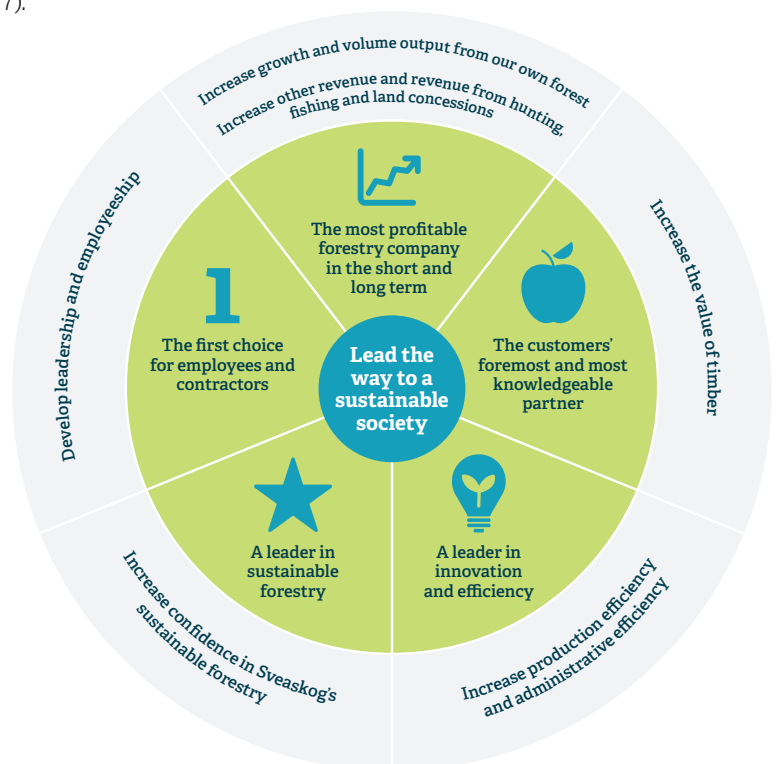 7).
Increase growth and volume output from our own forest
Increase other revenue and revenue from hunting,
fishing and land concessions
The most profitable
forestry company
in the short and
long term
Develop leadership and employeeship
1
The first choice
for employees and
contractors
Lead the
way to a
sustainable
society
The customers’
foremost and most
knowledgeable
partner
Increase the value of timber
A leader in
sustainable
forestry
A leader in
innovation
and efficiency
Increase confidence in Sveaskog’s
sustainable forestry
Increase production efficiency
and administrative efficiency